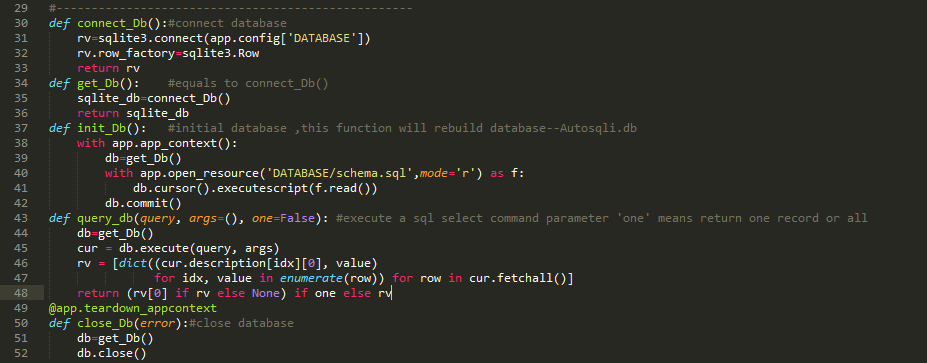 29 #---------------------------------------------------
30 def connect_Db():#connect database
31     rv=sqlite3.connect(app.config['DATABASE'])
32     rv.row_factory=sqlite3.Row
33     return rv
34 def get_Db():    #equals to connect_Db()
35     sqlite_db=connect_Db()
36     return sqlite_db
37 def init_Db():   #initial database ,this function will rebuild database--Autosqli.db
38     with app.app_context():
39         db=get_Db()
40         with app.open_resource('DATABASE/schema.sql',mode='r') as f:
41             db.cursor().executescript(f.read())
42         db.commit()
43 def query_db(query, args=(), one=False): #execute a sql select command parameter 'one' means return one record or all
44     db=get_Db()
45     cur = db.execute(query, args)
46     rv = [dict((cur.description[idx][0], value)
47                for idx, value in enumerate(row)) for row in cur.fetchall()]
48     return (rv[0] if rv else None) if one else rv
49 @app.teardown_appcontext
50 def close_Db(error):#close database
51     db=get_Db()
52     db.close()